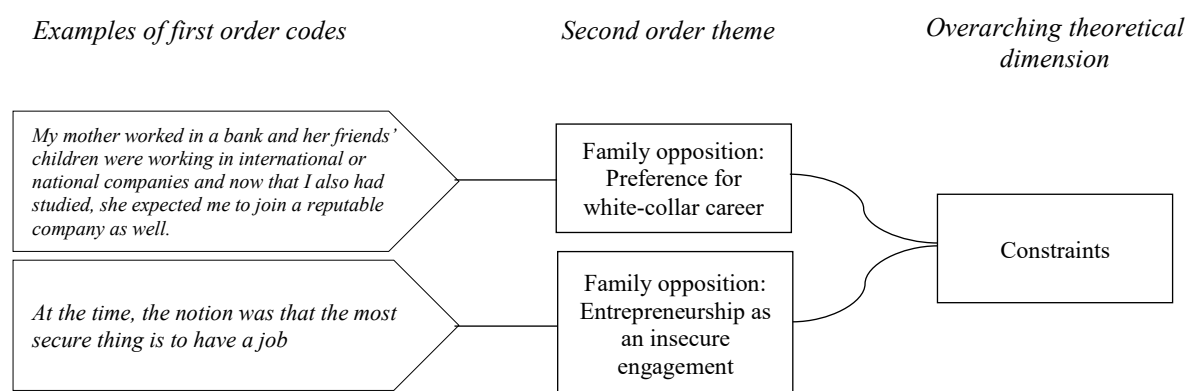 Examples of first order codes
Second order theme
Overarching theoretical
dimension
My mother worked in a bank and her friends’
children were working in international or
national companies and now that I also had
studied, she expected me to join a reputable
company as well.
Family opposition:
Preference for
white-collar career
Constraints
At the time, the notion was that the most
secure thing is to have a job
Family opposition:
Entrepreneurship as
an insecure
engagement